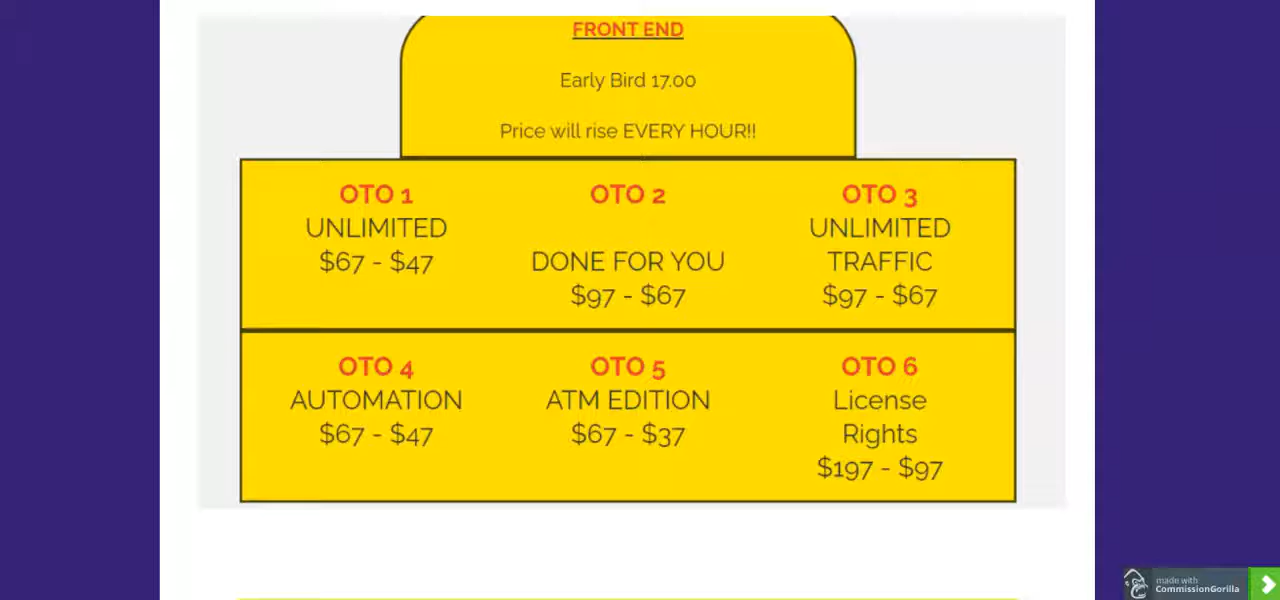 FRONT END
Early Bird 17.00
Price will rise EVERY HOUR!!
OTO 1
UNLIMITED
$67 - $47
OTO 2
DONE FOR YOU
$97 - $67
OTO 3
UNLIMITED
TRAFFIC
$97 - $67
OTO 4
AUTOMATION
$67 - $47
OTO 5
ATM EDITION
$67 - $37
OTO 6
License
Rights
$197 - $97
made with
CommissionGorilla